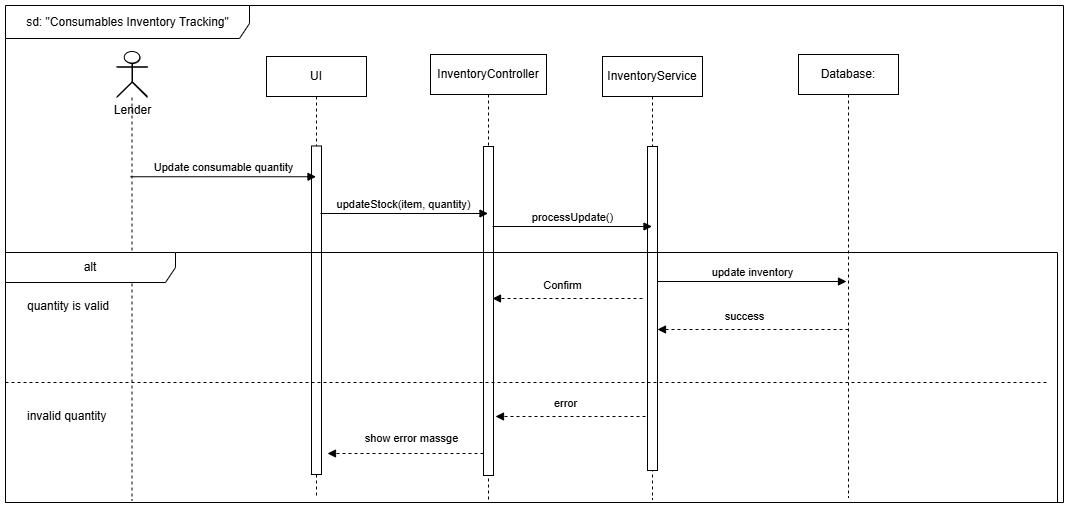 sd: "Consumables Inventory Tracking"
Lender
UI
InventoryController
InventoryService
Database:
Update consumable quantity
updateStock(item, quantity)
processUpdate()
alt
quantity is valid
update inventory
Confirm
success
invalid quantity
error
show error massge